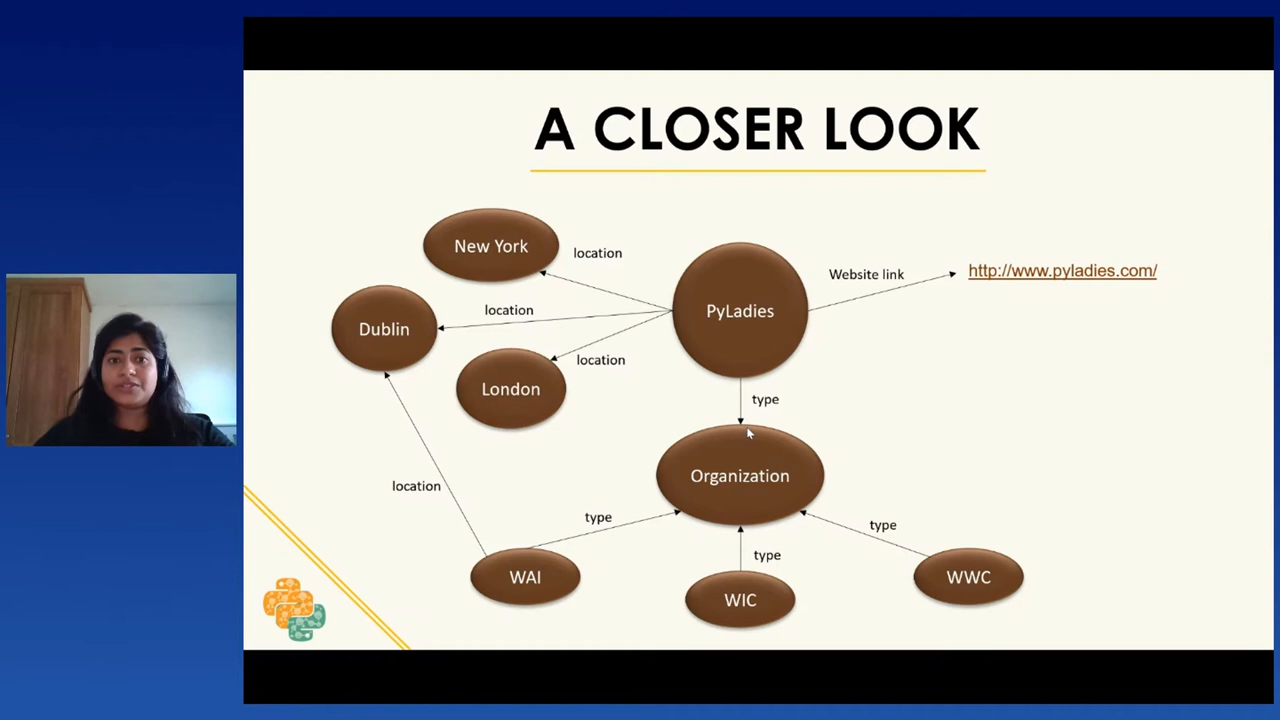 A CLOSER LOOK
New York
location
PyLadies
Website link
http://www.pyladies.com/
Dublin
location
London
location
type
Organization
location
type
type
type
WAI
WIC
WWC